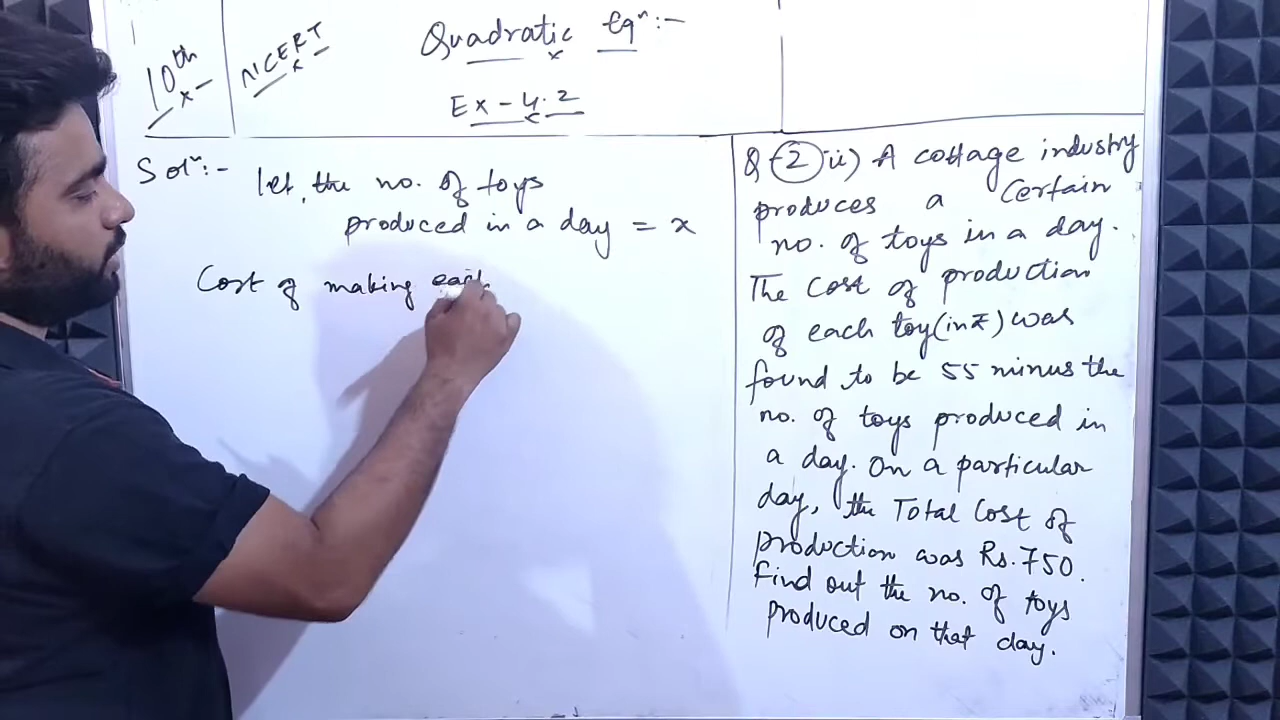 10th
NCERT
Quadratic Eqn:-
Ex-4.2
Soln:- Let, the no. of toys
produced in a day = x
Cost of making each
Q-2 ii) A cottage industry
produces a certain
no. of toys in a day.
The cost of production
of each toy (in ₹) was
found to be 55 minus the
no. of toys produced in
a day. On a particular
day, the Total cost of
production was Rs. 750.
Find out the no. of toys
produced on that day.